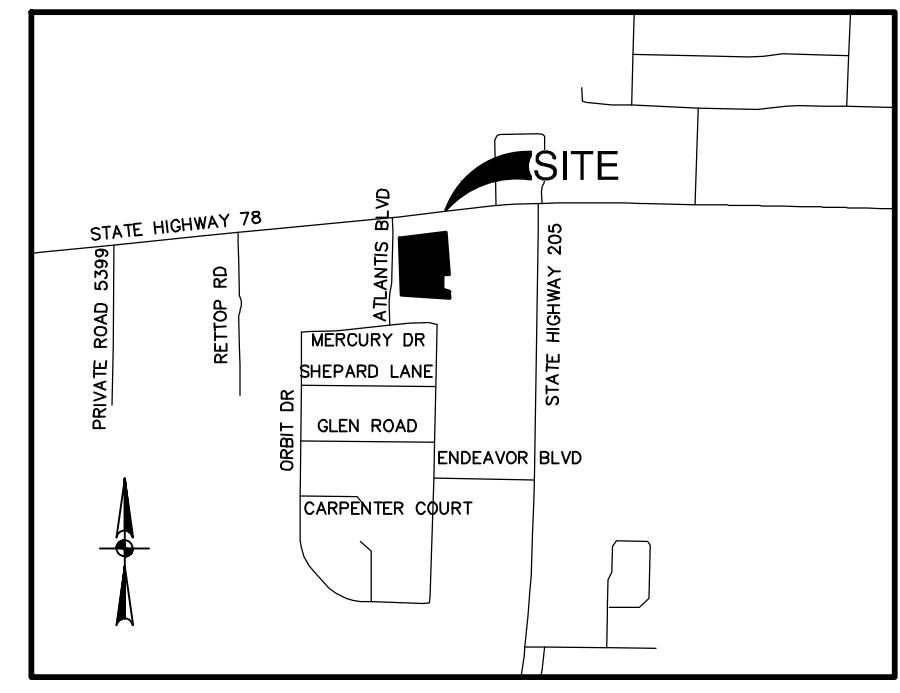 SITE
STATE HIGHWAY 78
ATLANTIS BLVD
STATE HIGHWAY 205
PRIVATE ROAD 5399
RETTOP RD
MERCURY DR
SHEPARD LANE
ORBIT DR
GLEN ROAD
ENDEAVOR BLVD
CARPENTER COURT